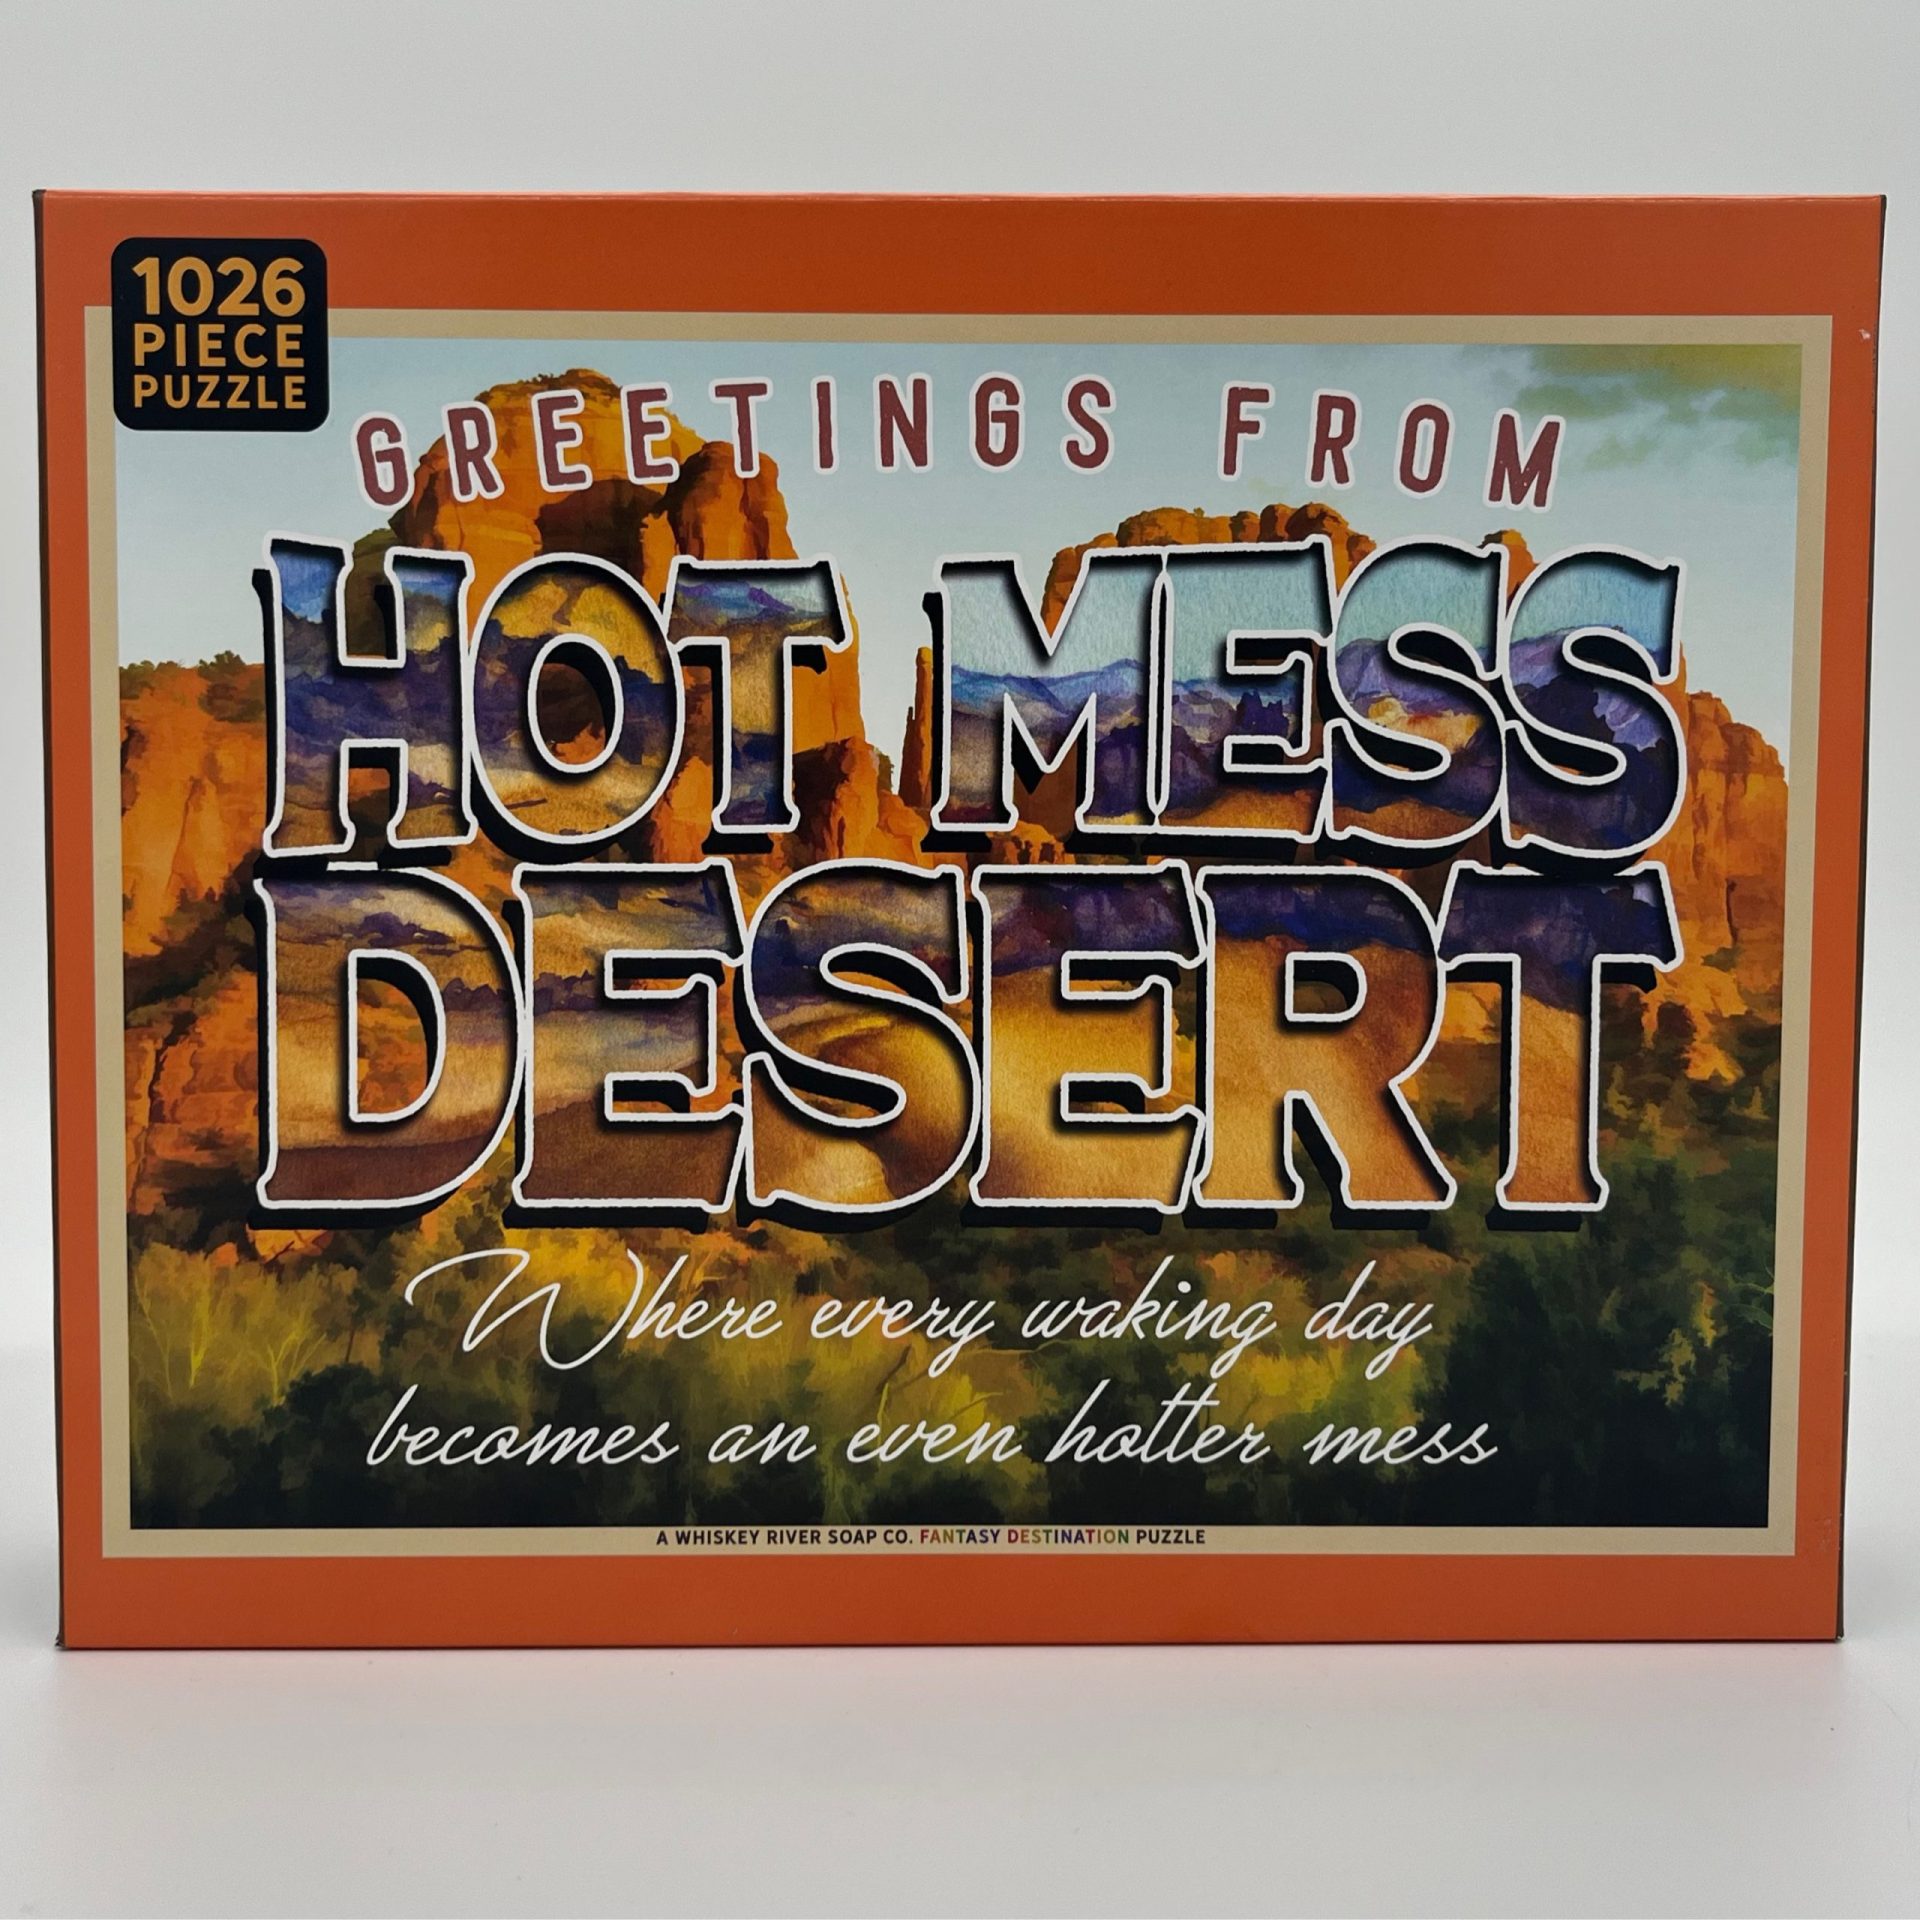 1026
PIECE
PUZZLE
GREETINGS FROM
HOT MESS
DESERT
Where every waking day
becomes an even hotter mess
A WHISKEY RIVER SOAP CO. FANTASY DESTINATION PUZZLE